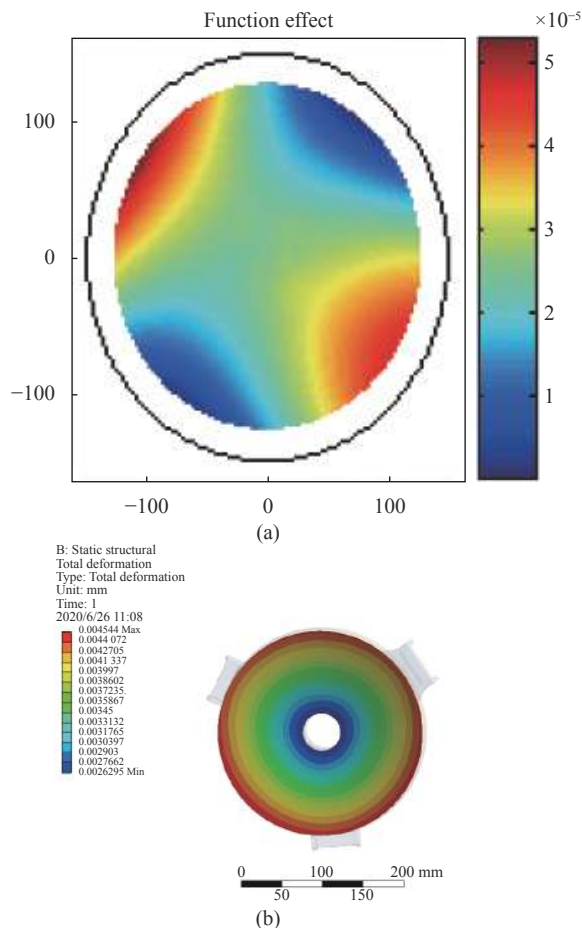 Function effect
×10⁻⁵
100
0
−100
5
4
3
2
1
−100 0 100
(a)
B: Static structural
Total deformation
Type: Total deformation
Unit: mm
Time: 1
2020/6/26 11:08
0.004544 Max
0.0044 072
0.0042705
0.0041 337
0.003997
0.0038602
0.0037235.
0.0035867
0.00345
0.0033132
0.0031765
0.0030397
0.002903
0.0027662
0.0026295 Min
0 100 200 mm
50 150
(b)